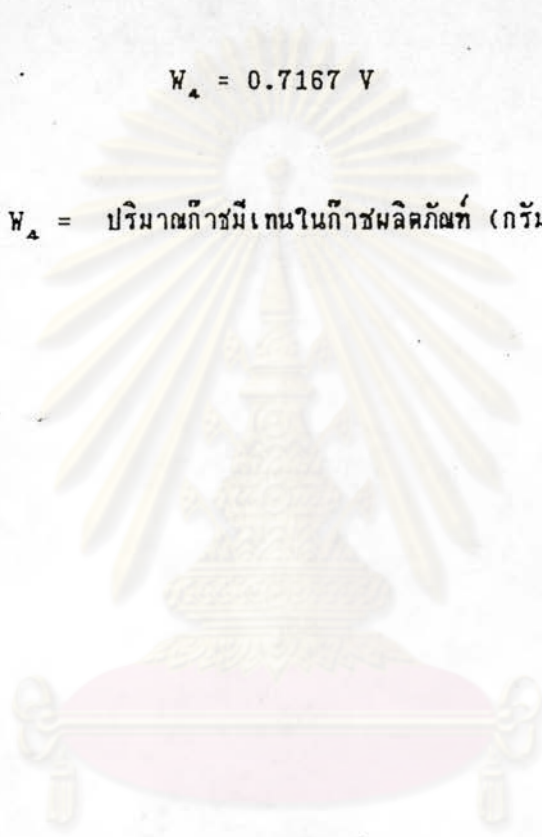 W₄ = 0.7167 V
W₄ = ปริมาณก๊าซมีเทนในก๊าซผลิตภัณฑ์ (กรัม